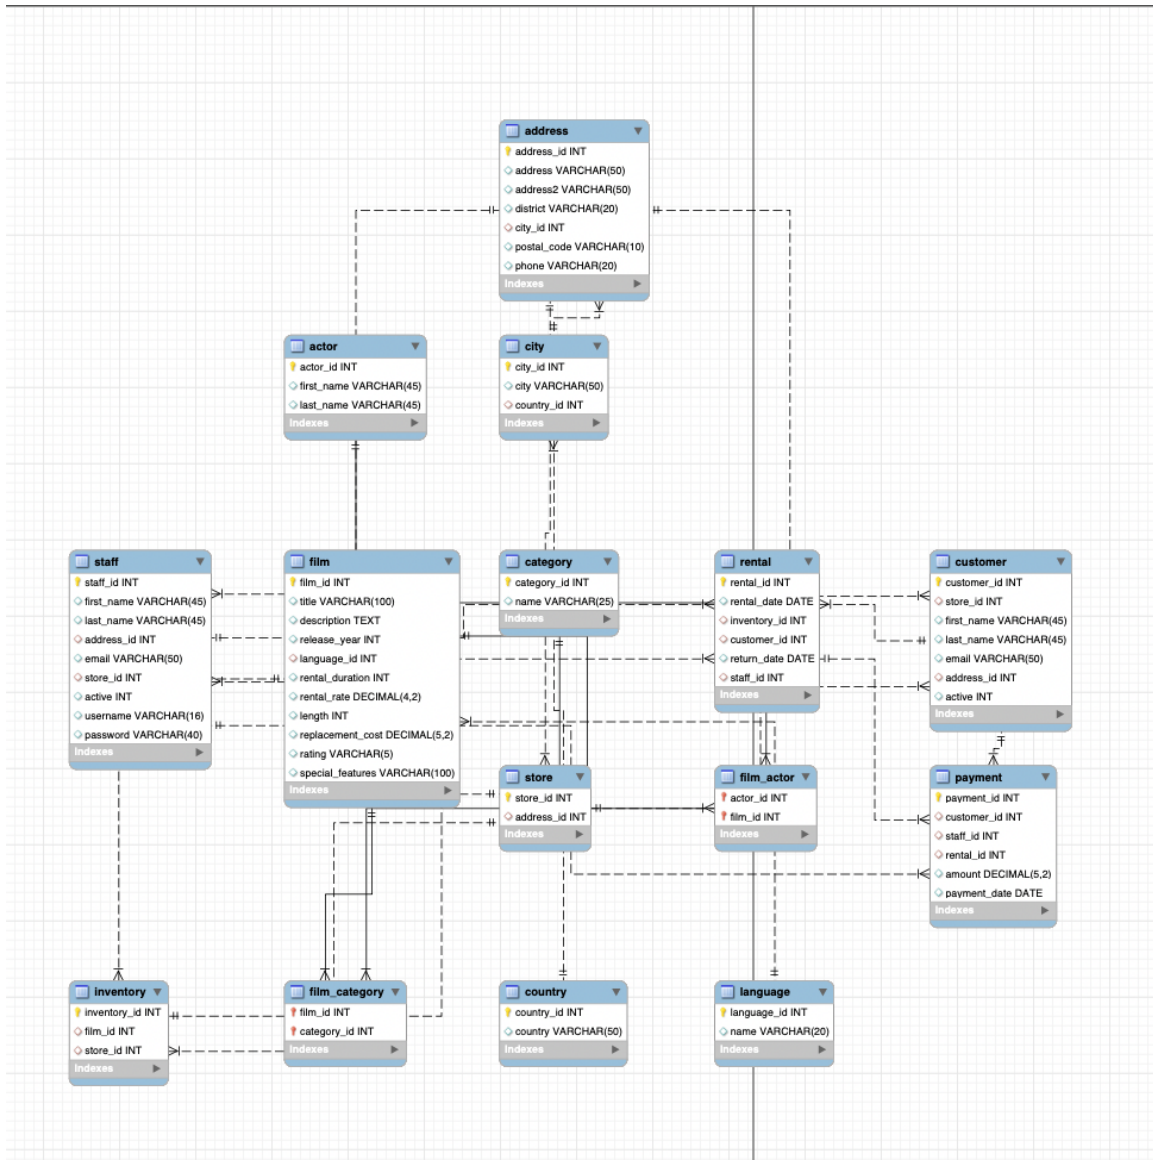 address
address_id INT
address VARCHAR(50)
address2 VARCHAR(50)
district VARCHAR(20)
city_id INT
postal_code VARCHAR(10)
phone VARCHAR(20)
Indexes
actor
actor_id INT
first_name VARCHAR(45)
last_name VARCHAR(45)
Indexes
city
city_id INT
city VARCHAR(50)
country_id INT
Indexes
staff
staff_id INT
first_name VARCHAR(45)
last_name VARCHAR(45)
address_id INT
email VARCHAR(50)
store_id INT
active INT
username VARCHAR(16)
password VARCHAR(40)
Indexes
film
film_id INT
title VARCHAR(100)
description TEXT
release_year INT
language_id INT
rental_duration INT
rental_rate DECIMAL(4,2)
length INT
replacement_cost DECIMAL(5,2)
rating VARCHAR(5)
special_features VARCHAR(100)
Indexes
category
category_id INT
name VARCHAR(25)
Indexes
rental
rental_id INT
rental_date DATE
inventory_id INT
customer_id INT
return_date DATE
staff_id INT
Indexes
customer
customer_id INT
store_id INT
first_name VARCHAR(45)
last_name VARCHAR(45)
email VARCHAR(50)
address_id INT
active INT
Indexes
store
store_id INT
address_id INT
Indexes
film_actor
actor_id INT
film_id INT
Indexes
payment
payment_id INT
customer_id INT
staff_id INT
rental_id INT
amount DECIMAL(5,2)
payment_date DATE
Indexes
inventory
inventory_id INT
film_id INT
store_id INT
Indexes
film_category
film_id INT
category_id INT
Indexes
country
country_id INT
country VARCHAR(50)
Indexes
language
language_id INT
name VARCHAR(20)
Indexes